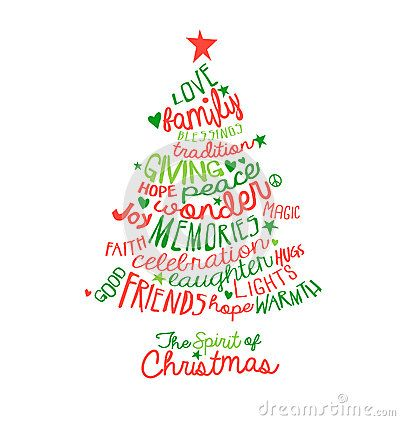 LOVE
family
BLESSINGS
tradition
GIVING
HOPE peace
Joy wonder MAGIC
MEMORIES
FAITH celebration HUGS
GOOD laughter LIGHTS
FRIENDS hope WARMTH
The Spirit of
Christmas
dreamstime.com